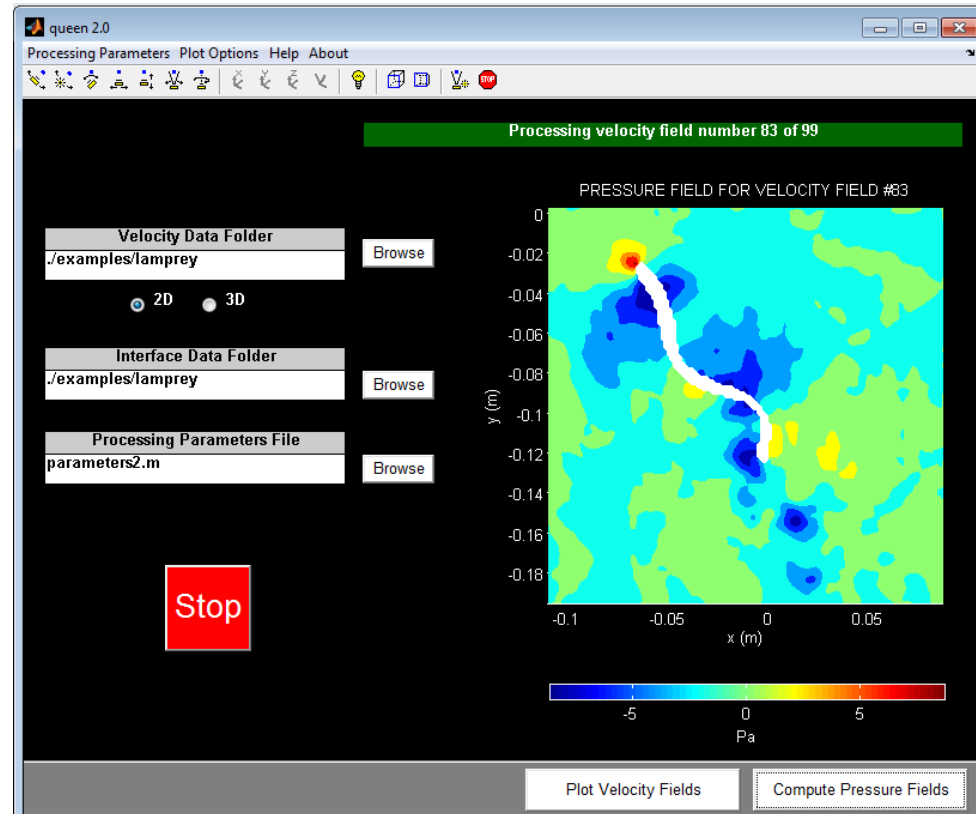 queen 2.0
Processing Parameters Plot Options Help About
STOP
Processing velocity field number 83 of 99
Velocity Data Folder
./examples/lamprey
Browse
2D 3D
Interface Data Folder
./examples/lamprey
Browse
Processing Parameters File
parameters2.m
Browse
Stop
PRESSURE FIELD FOR VELOCITY FIELD #83
0
-0.02
-0.04
-0.06
-0.08
-0.1
-0.12
-0.14
-0.16
-0.18
y (m)
-0.1 -0.05 0 0.05
x (m)
-5 0 5
Pa
Plot Velocity Fields Compute Pressure Fields